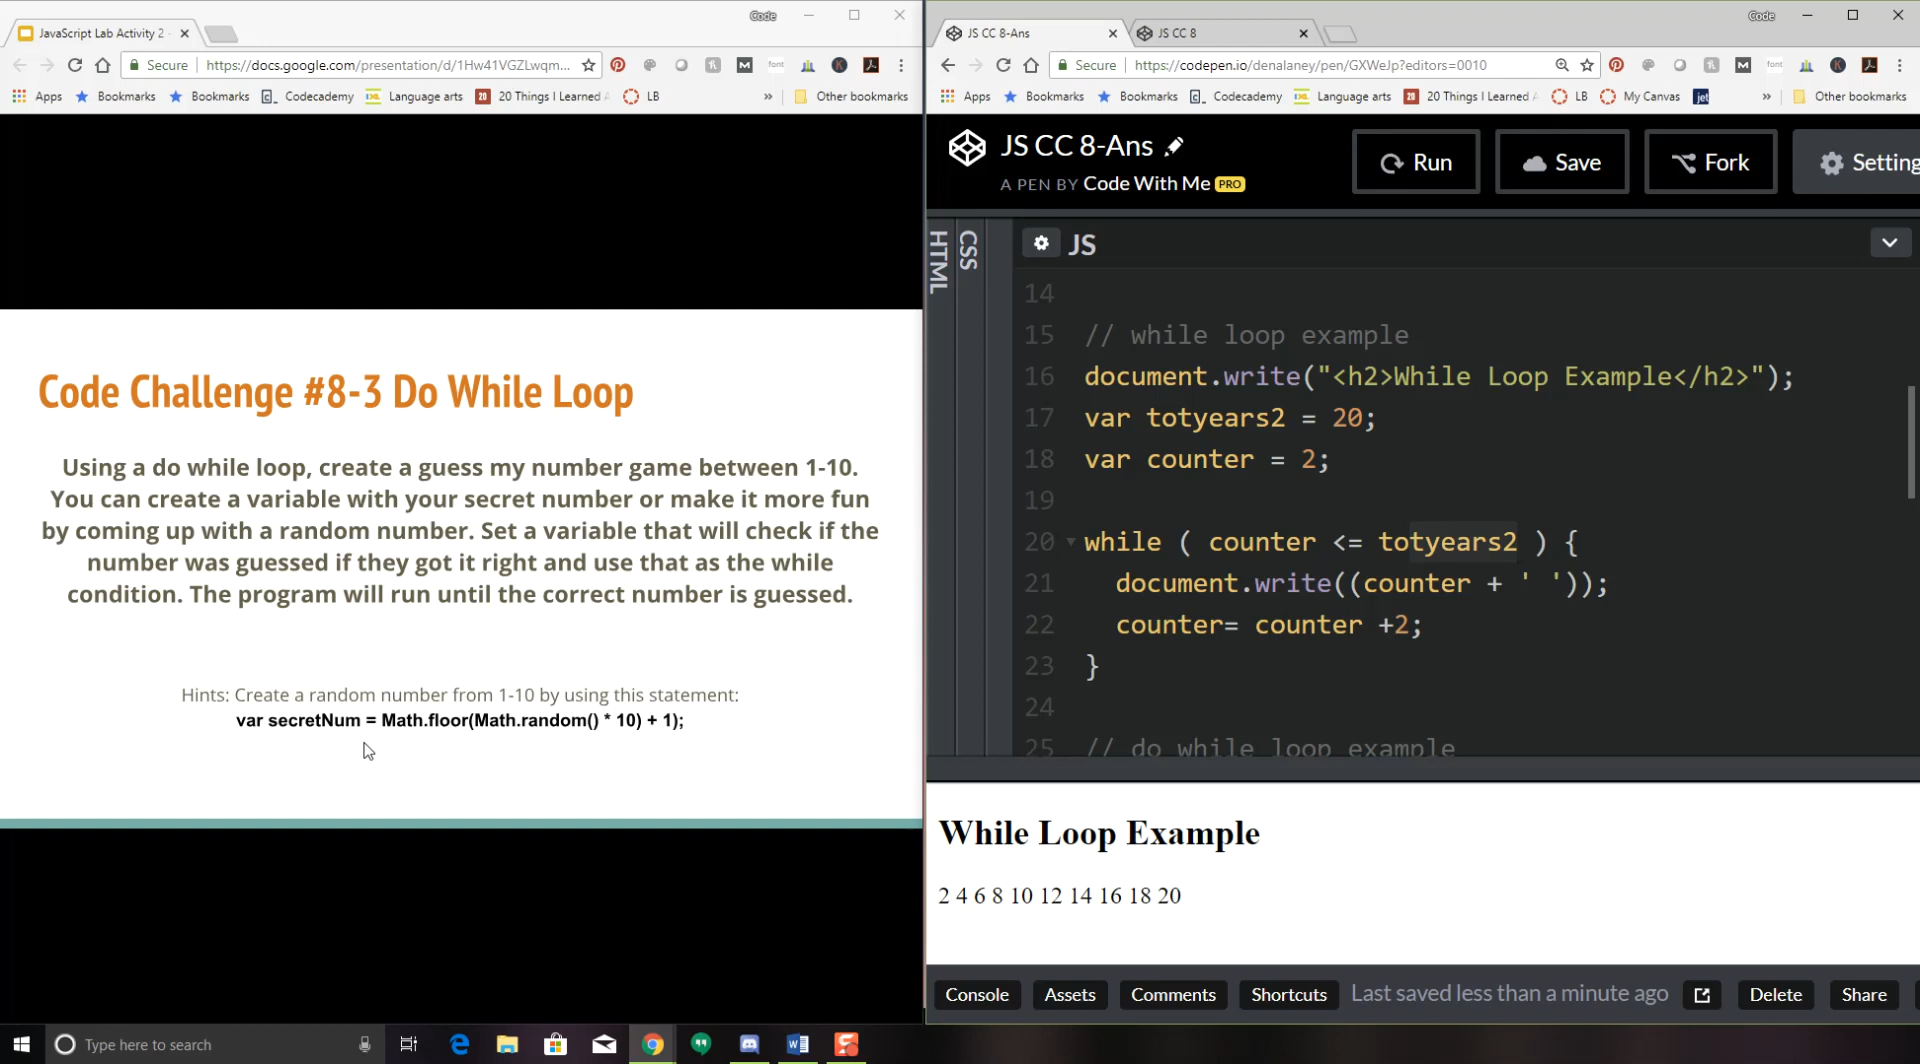 Code
JavaScript Lab Activity 2
Secure
https://docs.google.com/presentation/d/1Hw41VGZLwqm...
font
Apps
Bookmarks
Bookmarks
Codecademy
Language arts
20 Things I Learned
LB
»
Other bookmarks
Code Challenge #8-3 Do While Loop
Using a do while loop, create a guess my number game between 1-10.
You can create a variable with your secret number or make it more fun
by coming up with a random number. Set a variable that will check if the
number was guessed if they got it right and use that as the while
condition. The program will run until the correct number is guessed.
Hints: Create a random number from 1-10 by using this statement:
var secretNum = Math.floor(Math.random() * 10) + 1);
Code
JS CC 8-Ans
JS CC 8
Secure
https://codepen.io/denalaney/pen/GXWeJp?editors=0010
font
Apps
Bookmarks
Bookmarks
Codecademy
Language arts
20 Things I Learned
LB
My Canvas
jet
»
Other bookmarks
JS CC 8-Ans
A PEN BY Code With Me PRO
Run
Save
Fork
Setting
HTML
CSS
JS
14
15 // while loop example
16 document.write("<h2>While Loop Example</h2>");
17 var totyears2 = 20;
18 var counter = 2;
19
20 while ( counter <= totyears2 ) {
21 document.write((counter + ' '));
22 counter= counter +2;
23 }
24
25 // do while loop example
While Loop Example
2 4 6 8 10 12 14 16 18 20
Console
Assets
Comments
Shortcuts
Last saved less than a minute ago
Delete
Share
Type here to search